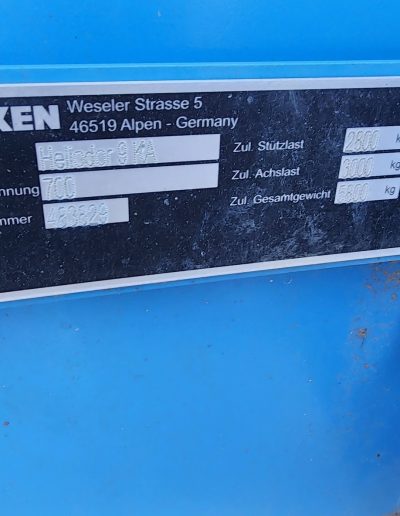 KEN Weseler Strasse 5
46519 Alpen - Germany
Heliodor 9 KA
Zul. Stützlast 2800 k
nnung 700
Zul. Achslast kg
mmer
Zul. Gesamtgewicht kg